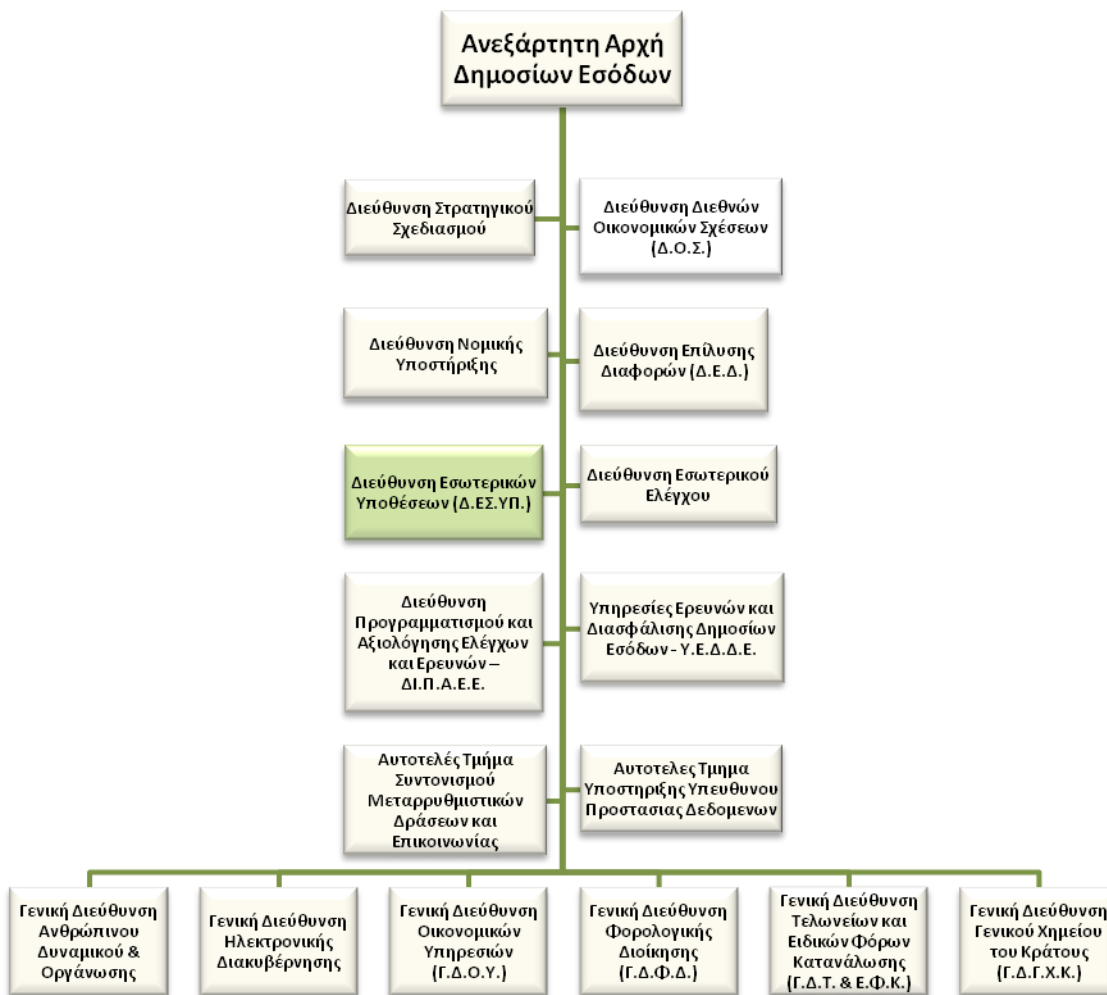 Ανεξάρτητη Αρχή
Δημοσίων Εσόδων
Διεύθυνση Στρατηγικού
Σχεδιασμού
Διεύθυνση Διεθνών
Οικονομικών Σχέσεων
(Δ.Ο.Σ.)
Διεύθυνση Νομικής
Υποστήριξης
Διεύθυνση Επίλυσης
Διαφορών (Δ.Ε.Δ.)
Διεύθυνση Εσωτερικών
Υποθέσεων (Δ.ΕΣ.ΥΠ.)
Διεύθυνση Εσωτερικού
Ελέγχου
Διεύθυνση
Προγραμματισμού και
Αξιολόγησης Ελέγχων
και Ερευνών –
ΔΙ.Π.Α.Ε.Ε.
Υπηρεσίες Ερευνών και
Διασφάλισης Δημοσίων
Εσόδων - Υ.Ε.Δ.Δ.Ε.
Αυτοτελές Τμήμα
Συντονισμού
Μεταρρυθμιστικών
Δράσεων και
Επικοινωνίας
Αυτοτελες Τμημα
Υποστηριξης Υπευθυνου
Προστασιας Δεδομενων
Γενική Διεύθυνση
Ανθρώπινου
Δυναμικού &
Οργάνωσης
Γενική Διεύθυνση
Ηλεκτρονικής
Διακυβέρνησης
Γενική Διεύθυνση
Οικονομικών
Υπηρεσιών
(Γ.Δ.Ο.Υ.)
Γενική Διεύθυνση
Φορολογικής
Διοίκησης
(Γ.Δ.Φ.Δ.)
Γενική Διεύθυνση
Τελωνείων και
Ειδικών Φόρων
Κατανάλωσης
(Γ.Δ.Τ. & Ε.Φ.Κ.)
Γενική Διεύθυνση
Γενικού Χημείου
του Κράτους
(Γ.Δ.Γ.Χ.Κ.)